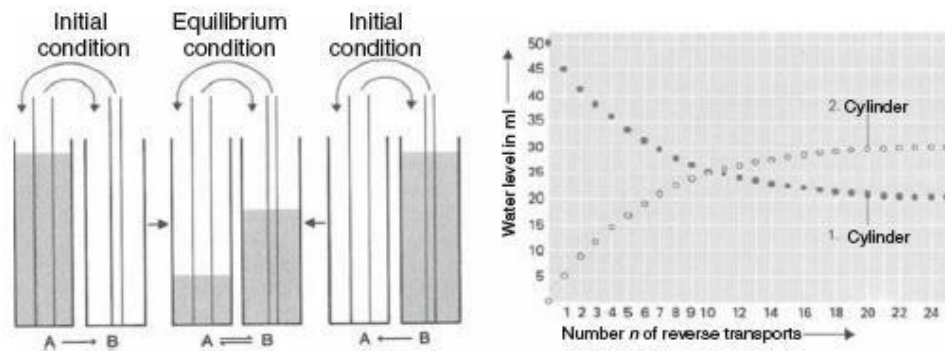 Initial
condition
Equilibrium
condition
Initial
condition
A → B
A ⇌ B
A ← B
Water level in ml
50
45
40
35
30
25
20
15
10
5
0
2. Cylinder
1. Cylinder
1 2 3 4 5 6 7 8 9 10 12 14 16 18 20 22 24
Number n of reverse transports